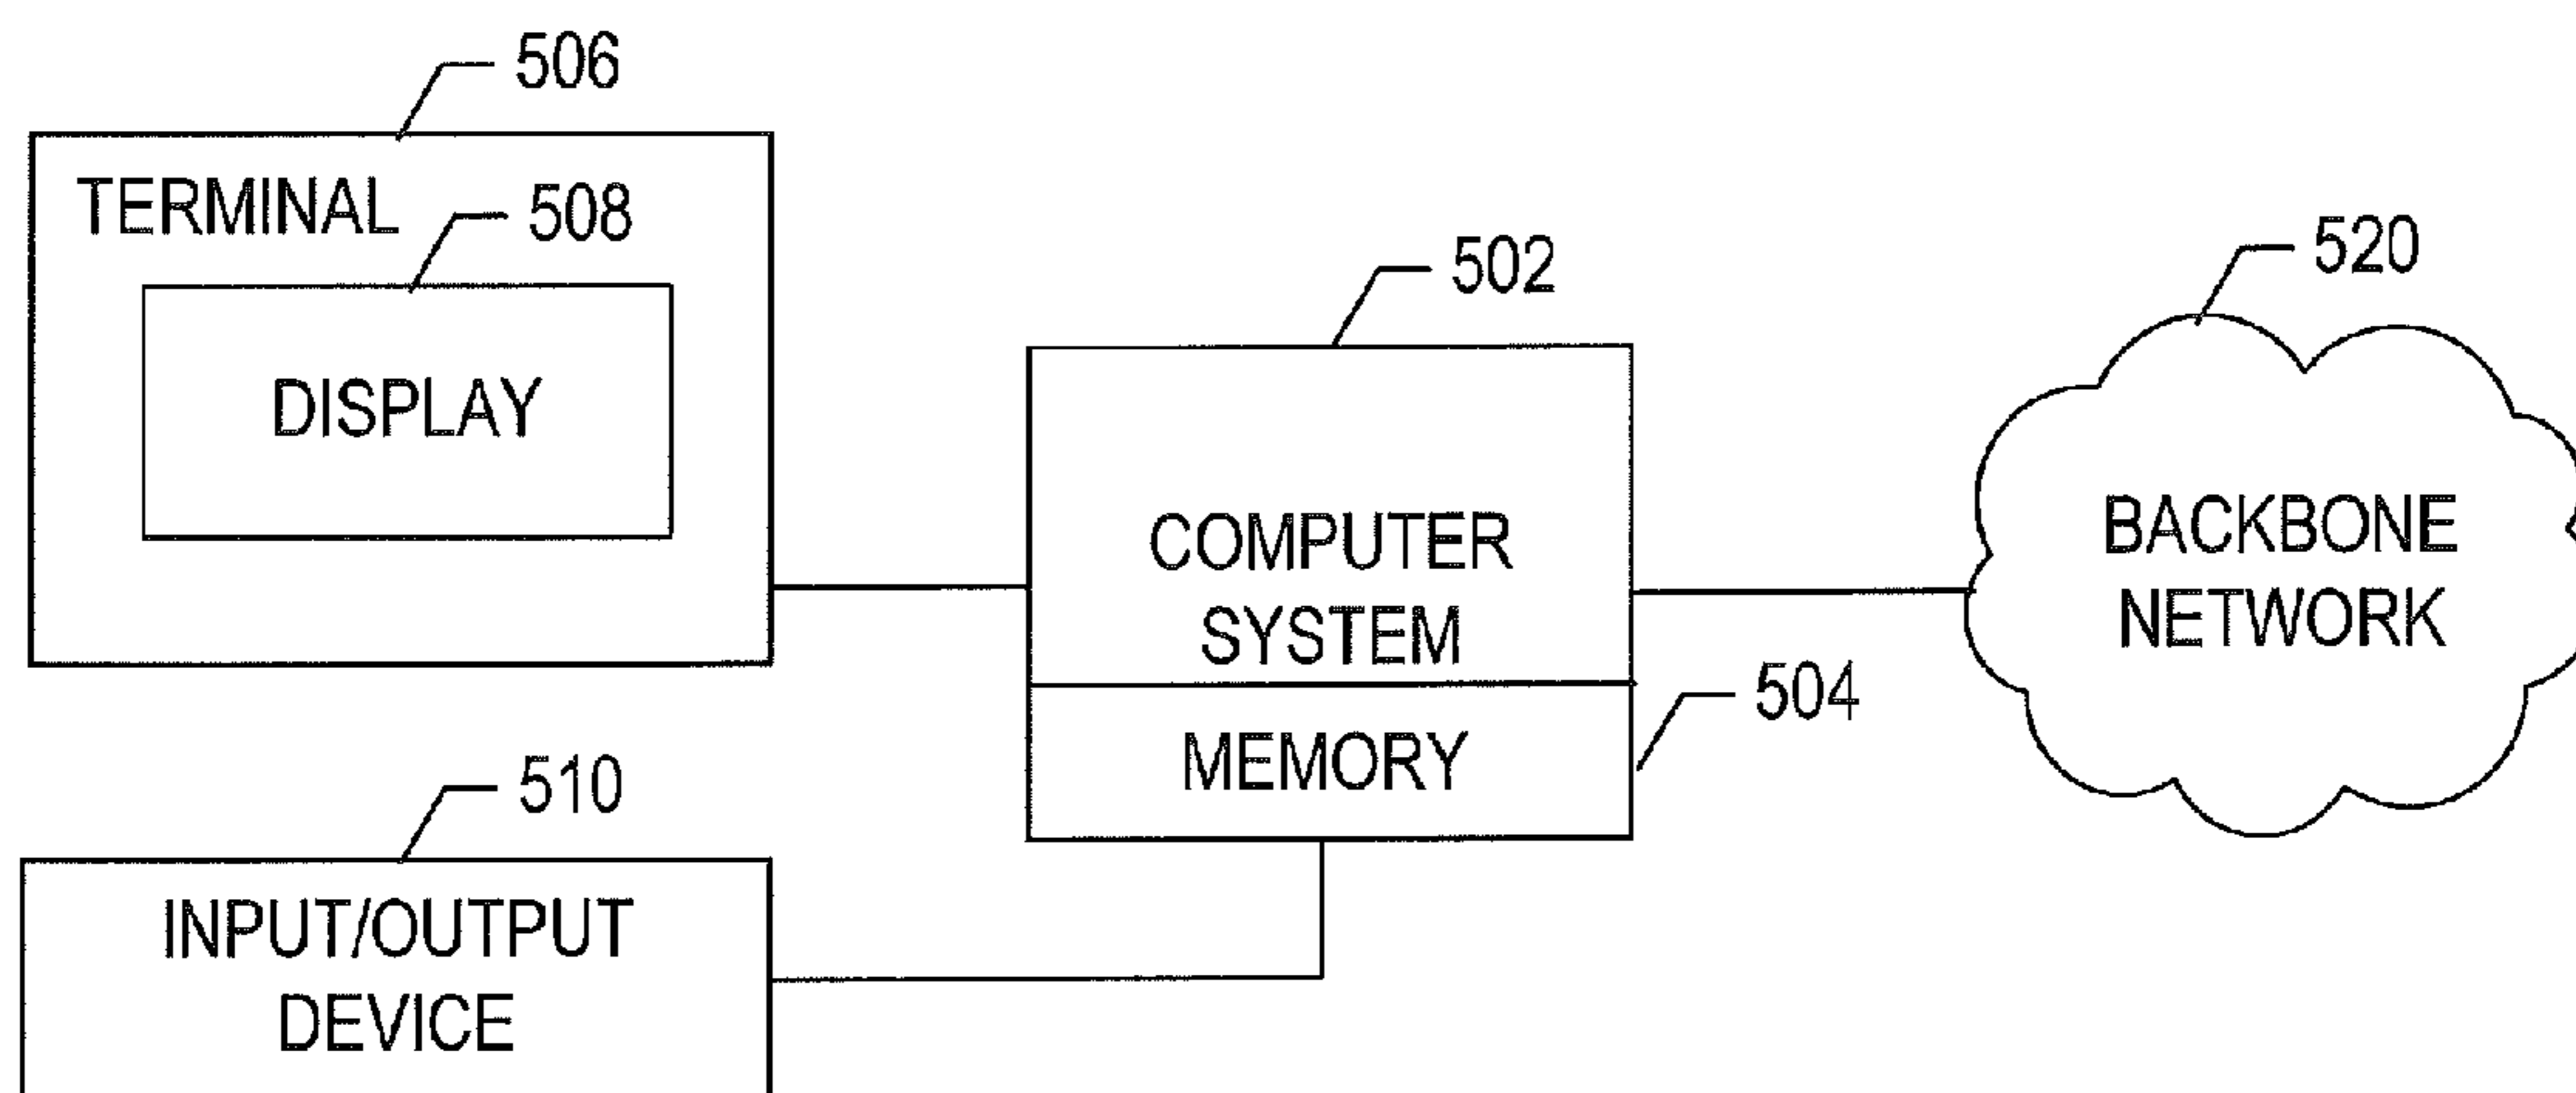 506
TERMINAL
508
DISPLAY
502
COMPUTER
SYSTEM
MEMORY
504
520
BACKBONE
NETWORK
510
INPUT/OUTPUT
DEVICE